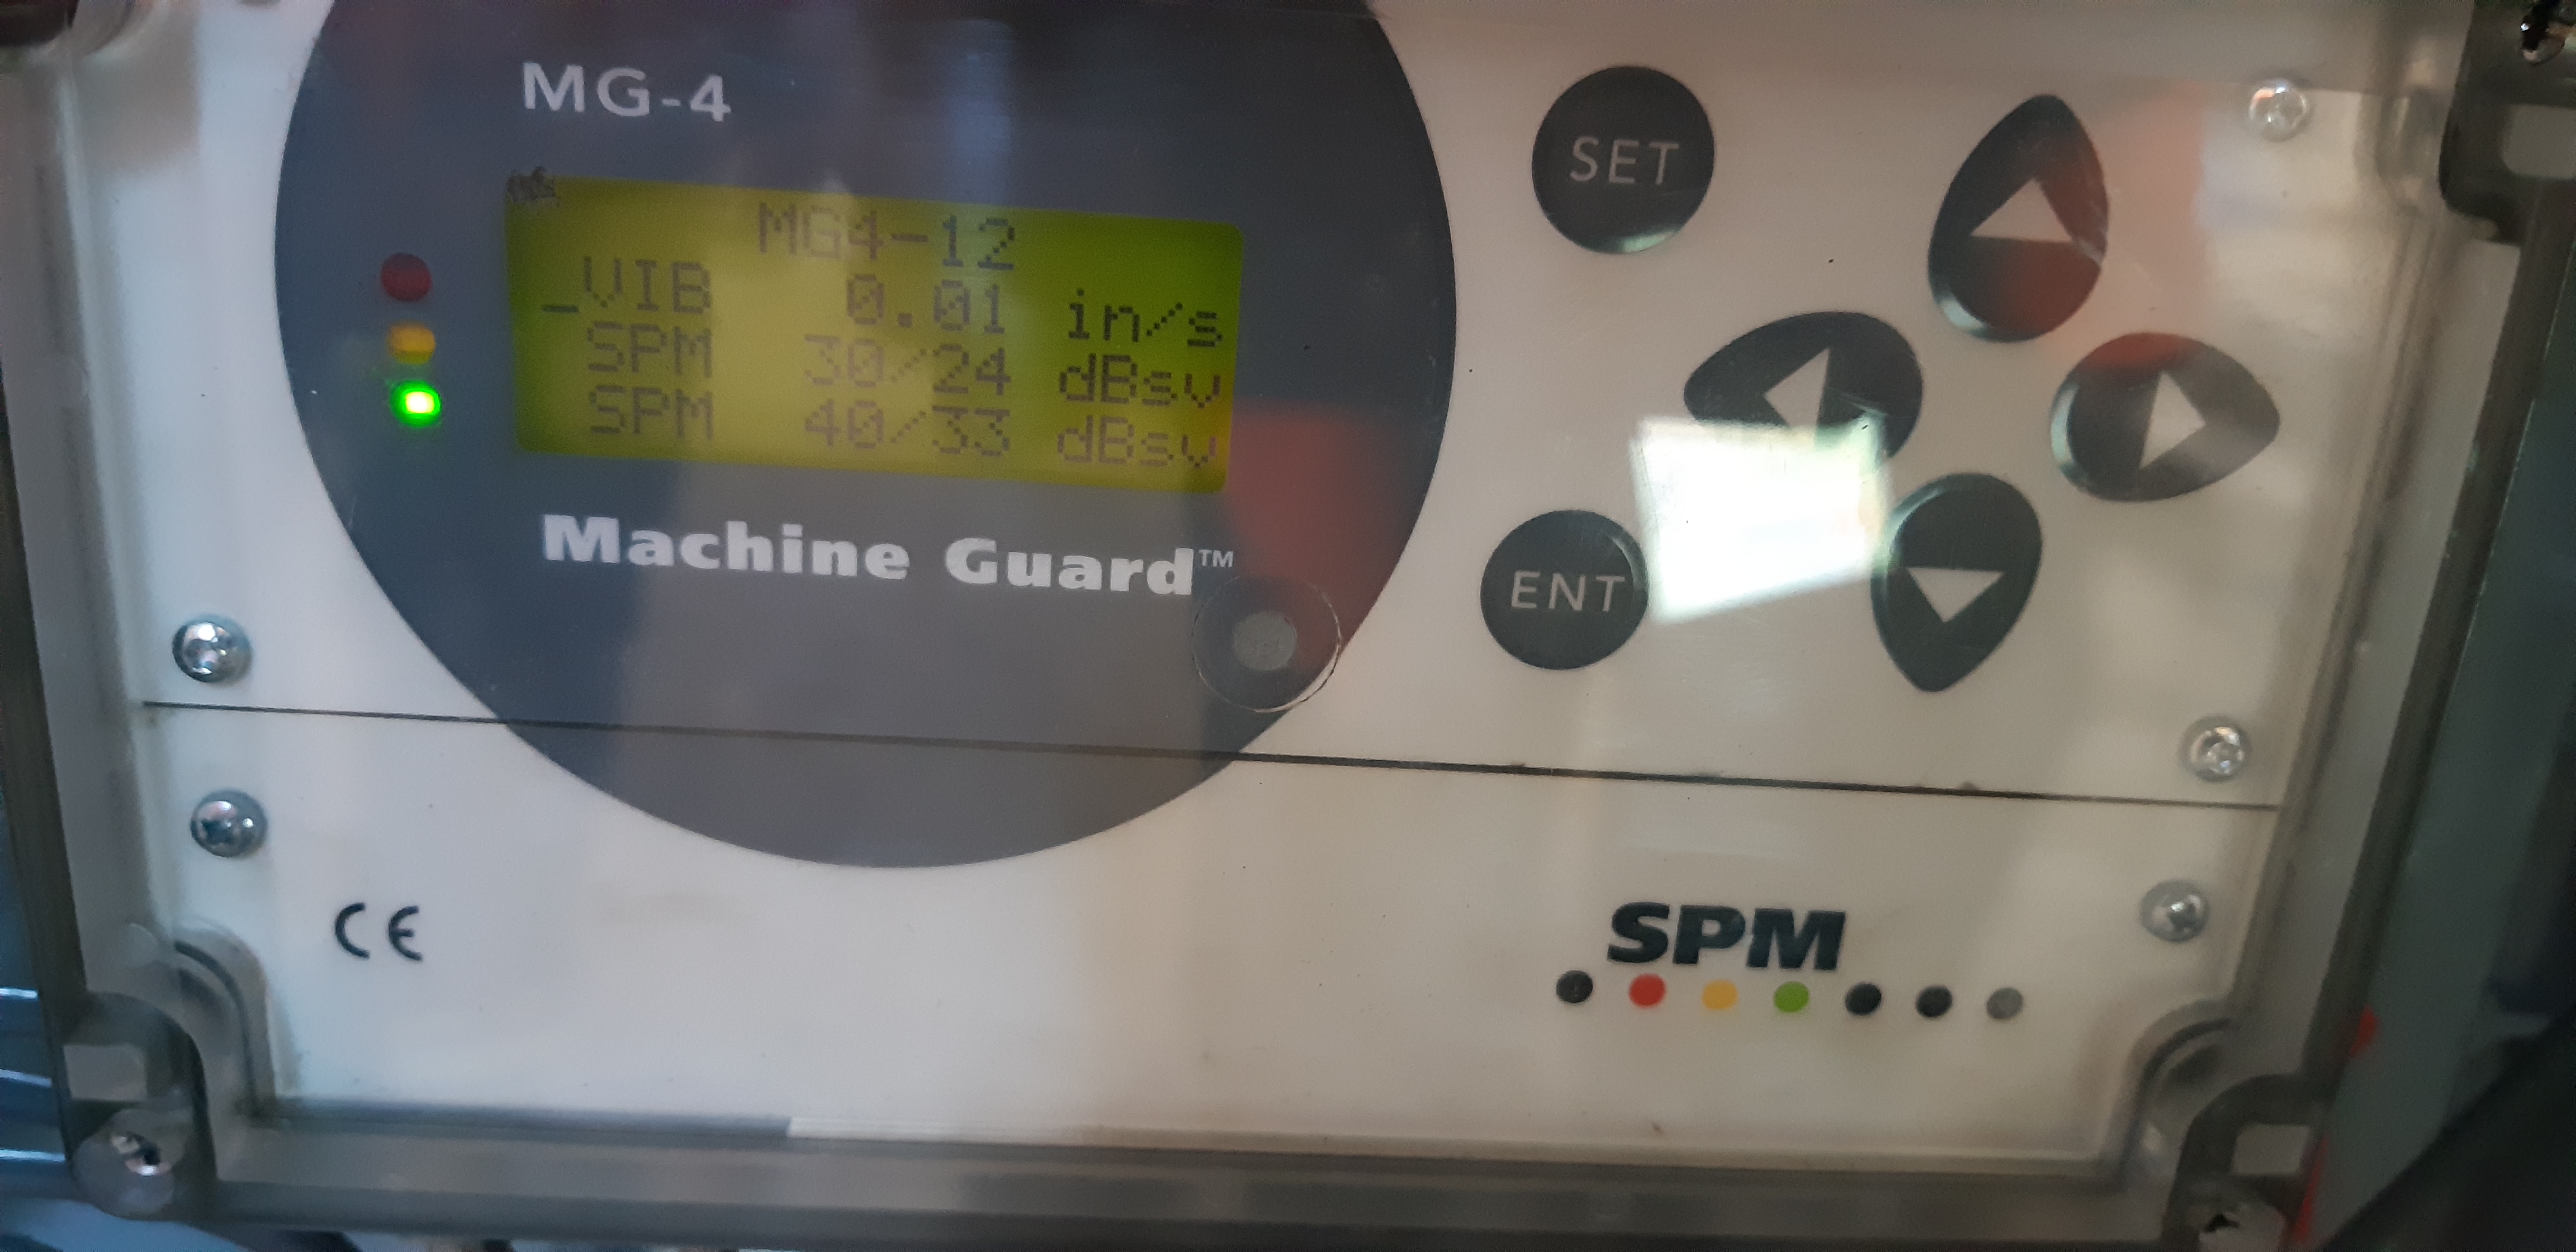 MG-4
MG4-12
_VIB 0.01 in/s
SPM 30/24 dBsv
SPM 40/33 dBsv
Machine Guard™
SET
ENT
CE
SPM